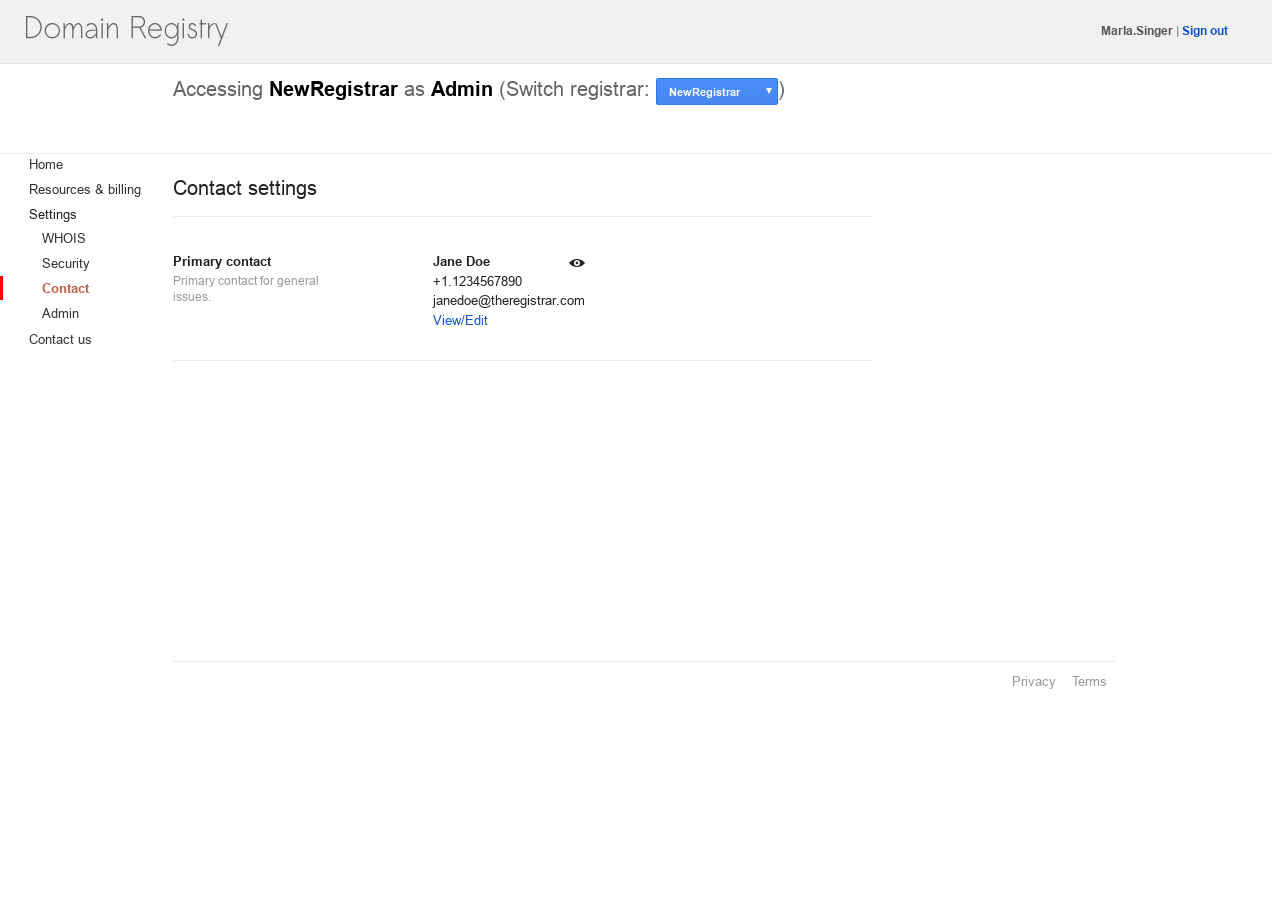 Domain Registry
Marla.Singer | Sign out
Accessing NewRegistrar as Admin (Switch registrar: NewRegistrar ▼)
Home
Resources & billing
Settings
WHOIS
Security
Contact
Admin
Contact us
Contact settings
Primary contact
Primary contact for general
issues.
Jane Doe
+1.1234567890
janedoe@theregistrar.com
View/Edit
Privacy Terms